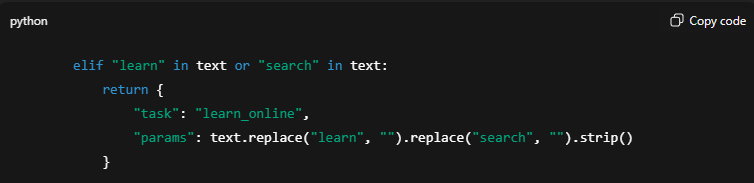 python
Copy code
elif "learn" in text or "search" in text:
    return {
        "task": "learn_online",
        "params": text.replace("learn", "").replace("search", "").strip()
    }